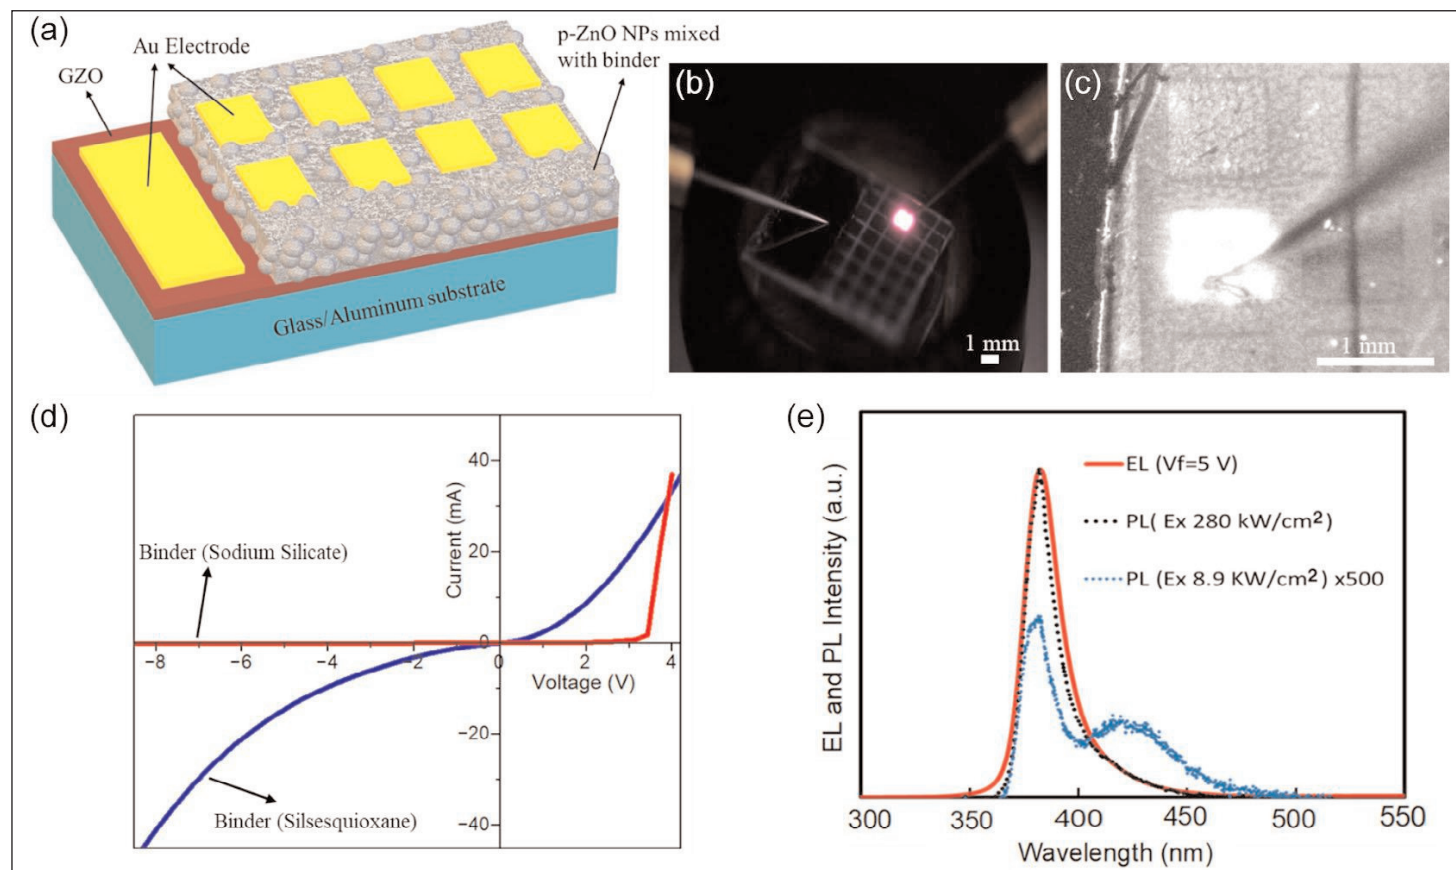 (a)
Au Electrode
GZO
p-ZnO NPs mixed
with binder
Glass/Aluminum substrate
(b)
1 mm
(c)
1 mm
(d)
Current (mA)
40
20
0
−20
−40
−8
−6
−4
−2
0
2
4
Voltage (V)
Binder (Sodium Silicate)
Binder (Silsesquioxane)
(e)
EL and PL Intensity (a.u.)
EL (Vf=5 V)
PL( Ex 280 kW/cm²)
PL (Ex 8.9 KW/cm²) x500
300
350
400
450
500
550
Wavelength (nm)